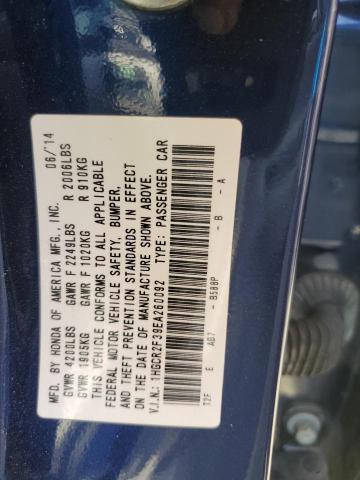 MFD. BY HONDA OF AMERICA MFG., INC. 06/'14
GVWR 4200LBS GAWR F 2249LBS R 2006LBS
GVWR 1905KG GAWR F 1020KG R 910KG
THIS VEHICLE CONFORMS TO ALL APPLICABLE
FEDERAL MOTOR VEHICLE SAFETY, BUMPER,
AND THEFT PREVENTION STANDARDS IN EFFECT
ON THE DATE OF MANUFACTURE SHOWN ABOVE.
V.I.N.: 1HGCR2F39EA260092 TYPE: PASSENGER CAR
T2F E AB7 - B588P - B - A